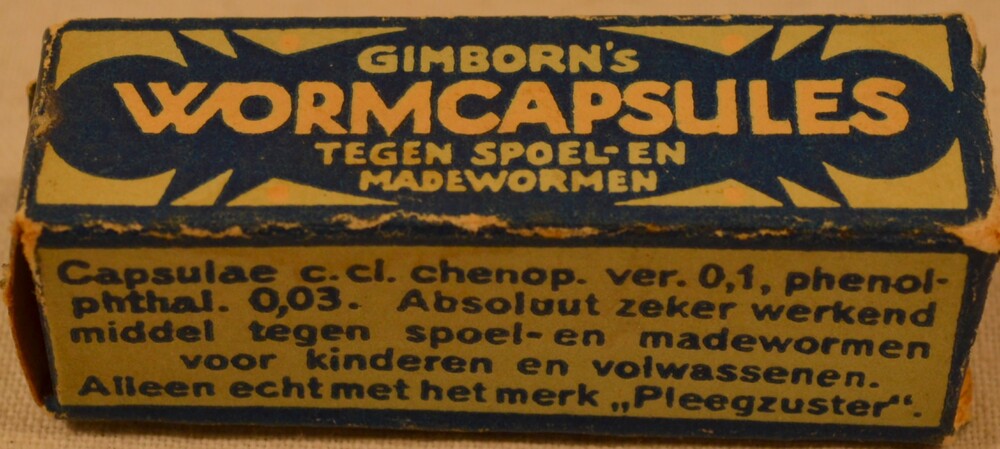 GIMBORN's
WORMCAPSULES
TEGEN SPOEL-EN
MADEWORMEN
Capsulae c.cl. chenop. ver. 0,1, phenol-
phthal. 0,03. Absoluut zeker werkend
middel tegen spoel-en madewormen
voor kinderen en volwassenen.
Alleen echt met het merk „Pleegzuster“.